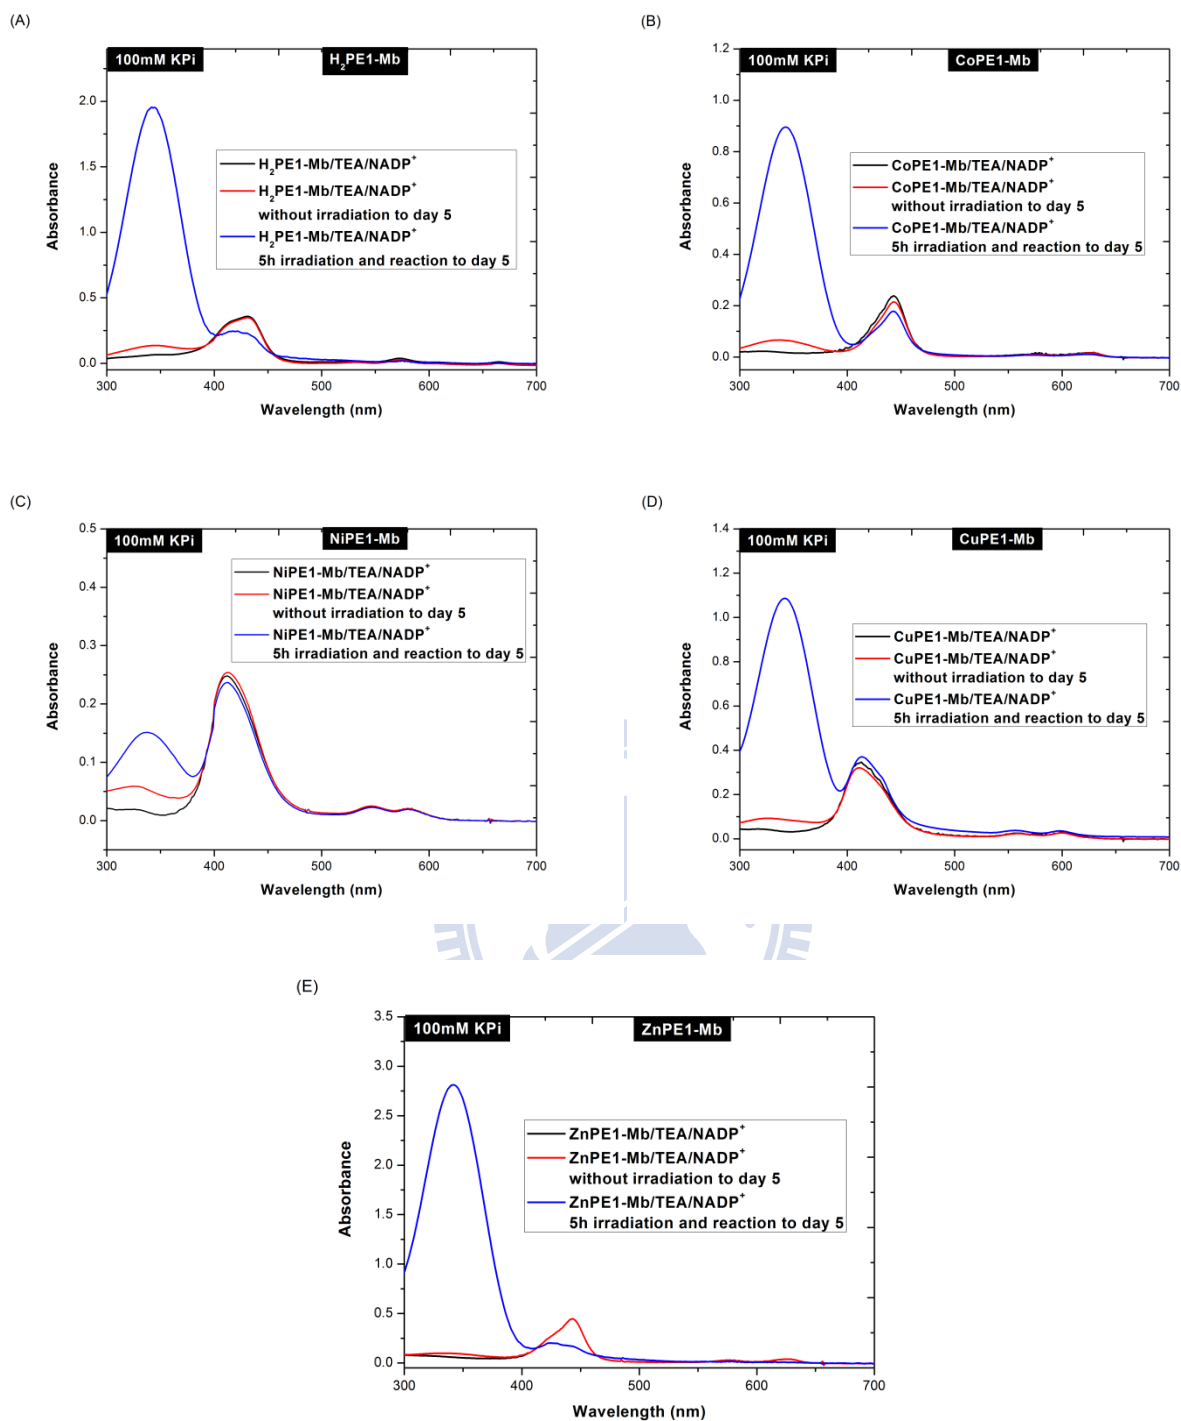 (A)
100mM KPi
H₂PE1-Mb
Absorbance
2.0
1.5
1.0
0.5
0.0
H₂PE1-Mb/TEA/NADP⁺
H₂PE1-Mb/TEA/NADP⁺
without irradiation to day 5
H₂PE1-Mb/TEA/NADP⁺
5h irradiation and reaction to day 5
300 400 500 600 700
Wavelength (nm)
(B)
100mM KPi
CoPE1-Mb
Absorbance
1.2
1.0
0.8
0.6
0.4
0.2
0.0
CoPE1-Mb/TEA/NADP⁺
CoPE1-Mb/TEA/NADP⁺
without irradiation to day 5
CoPE1-Mb/TEA/NADP⁺
5h irradiation and reaction to day 5
300 400 500 600 700
Wavelength (nm)
(C)
100mM KPi
NiPE1-Mb
Absorbance
0.5
0.4
0.3
0.2
0.1
0.0
NiPE1-Mb/TEA/NADP⁺
NiPE1-Mb/TEA/NADP⁺
without irradiation to day 5
NiPE1-Mb/TEA/NADP⁺
5h irradiation and reaction to day 5
300 400 500 600 700
Wavelength (nm)
(D)
100mM KPi
CuPE1-Mb
Absorbance
1.4
1.2
1.0
0.8
0.6
0.4
0.2
0.0
CuPE1-Mb/TEA/NADP⁺
CuPE1-Mb/TEA/NADP⁺
without irradiation to day 5
CuPE1-Mb/TEA/NADP⁺
5h irradiation and reaction to day 5
300 400 500 600 700
Wavelength (nm)
(E)
100mM KPi
ZnPE1-Mb
Absorbance
3.5
3.0
2.5
2.0
1.5
1.0
0.5
0.0
ZnPE1-Mb/TEA/NADP⁺
ZnPE1-Mb/TEA/NADP⁺
without irradiation to day 5
ZnPE1-Mb/TEA/NADP⁺
5h irradiation and reaction to day 5
300 400 500 600 700
Wavelength (nm)